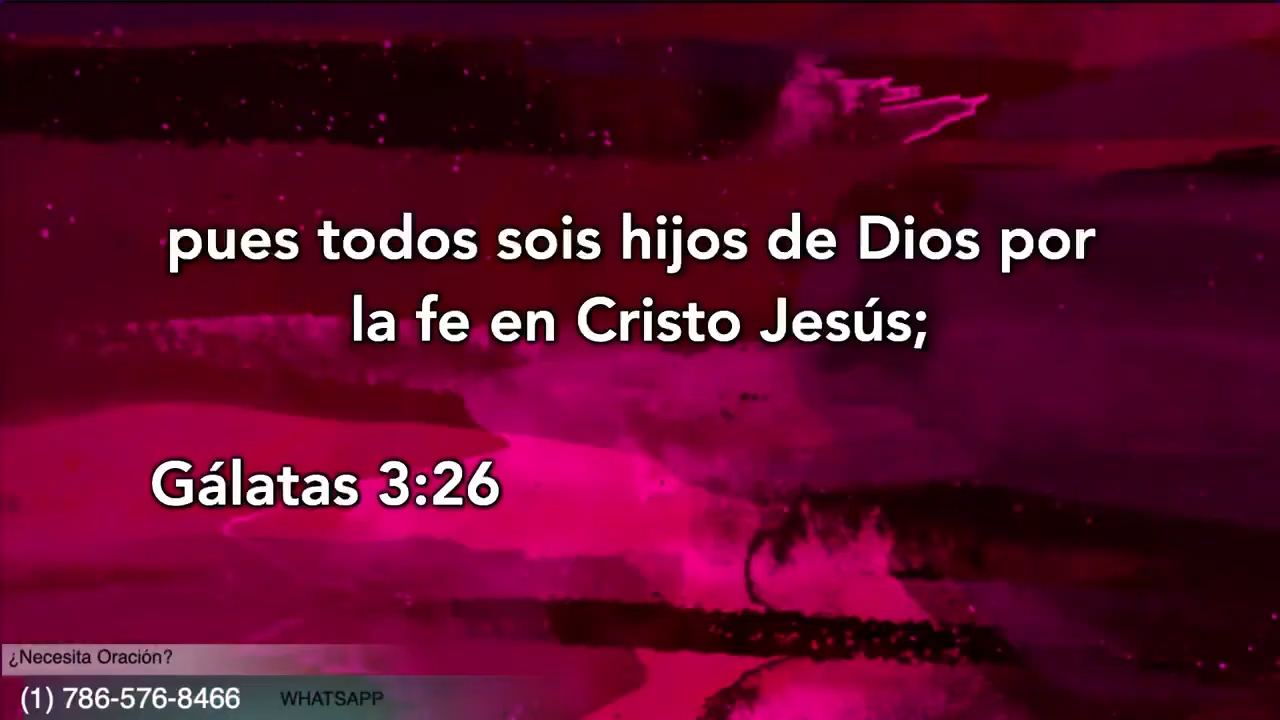 pues todos sois hijos de Dios por
la fe en Cristo Jesús;
Gálatas 3:26
¿Necesita Oración?
(1) 786-576-8466 WHATSAPP